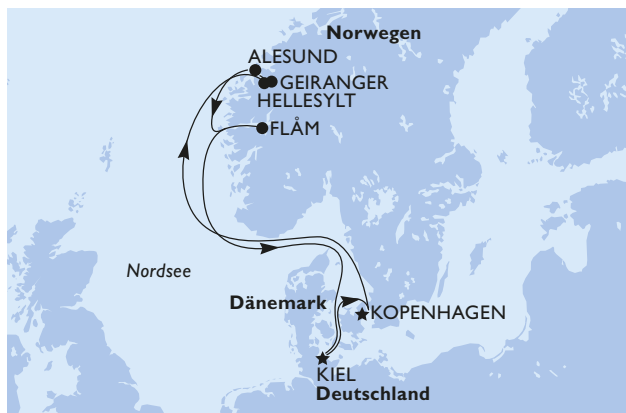 Norwegen
ALESUND
GEIRANGER
HELLESYLT
FLÅM
Nordsee
Dänemark
KOPENHAGEN
KIEL
Deutschland